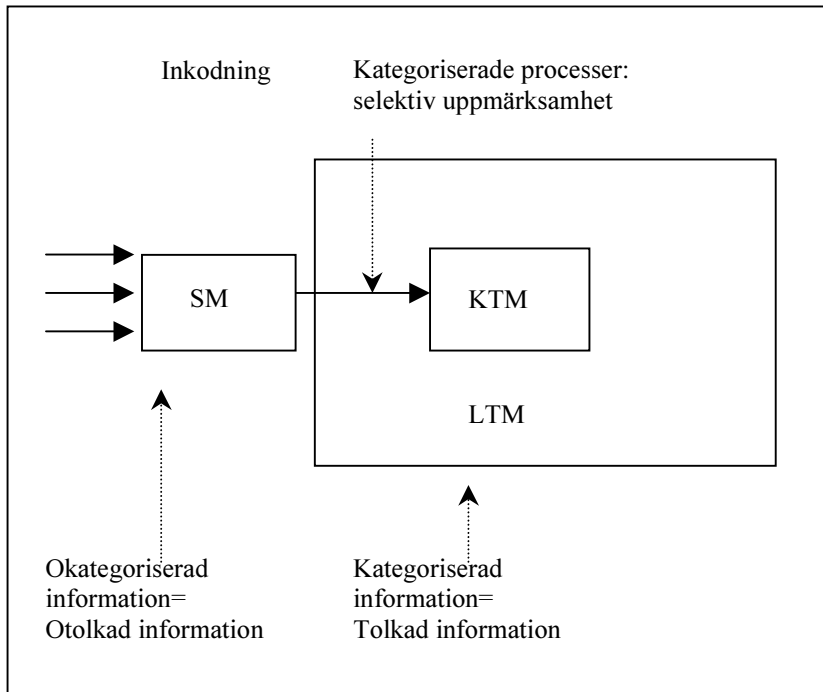 Inkodning
Kategoriserade processer:
selektiv uppmärksamhet
SM
KTM
LTM
Okategoriserad
information=
Otolkad information
Kategoriserad
information=
Tolkad information